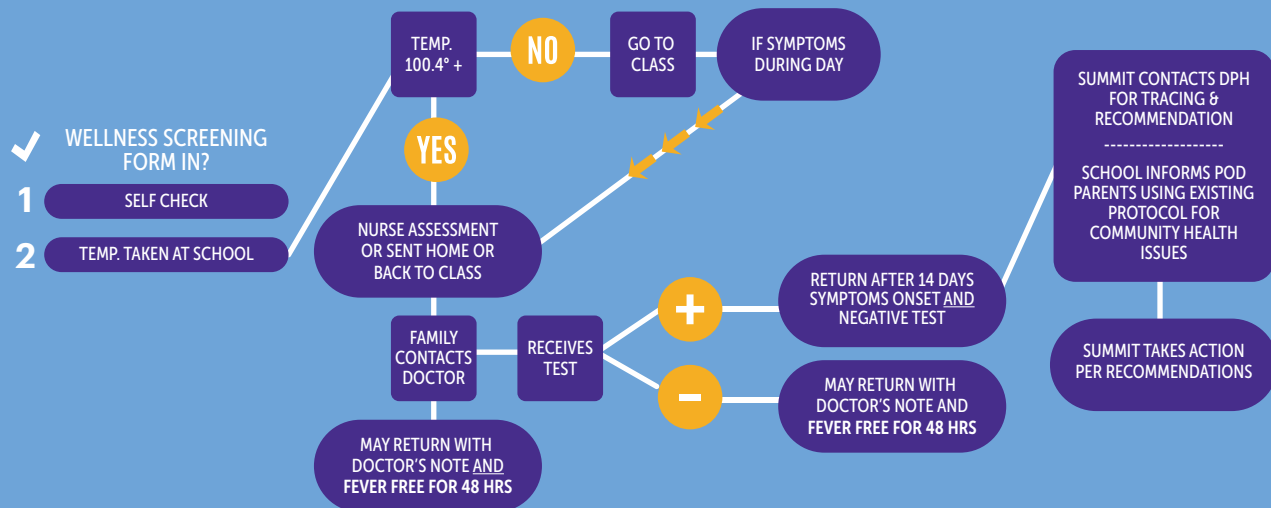 WELLNESS SCREENING
FORM IN?
1
SELF CHECK
2
TEMP. TAKEN AT SCHOOL
TEMP.
100.4° +
NO
GO TO
CLASS
IF SYMPTOMS
DURING DAY
YES
NURSE ASSESSMENT
OR SENT HOME OR
BACK TO CLASS
FAMILY
CONTACTS
DOCTOR
MAY RETURN WITH
DOCTOR'S NOTE AND
FEVER FREE FOR 48 HRS
RECEIVES
TEST
+
RETURN AFTER 14 DAYS
SYMPTOMS ONSET AND
NEGATIVE TEST
-
MAY RETURN WITH
DOCTOR'S NOTE AND
FEVER FREE FOR 48 HRS
SUMMIT CONTACTS DPH
FOR TRACING &
RECOMMENDATION
-------------------
SCHOOL INFORMS POD
PARENTS USING EXISTING
PROTOCOL FOR
COMMUNITY HEALTH
ISSUES
SUMMIT TAKES ACTION
PER RECOMMENDATIONS